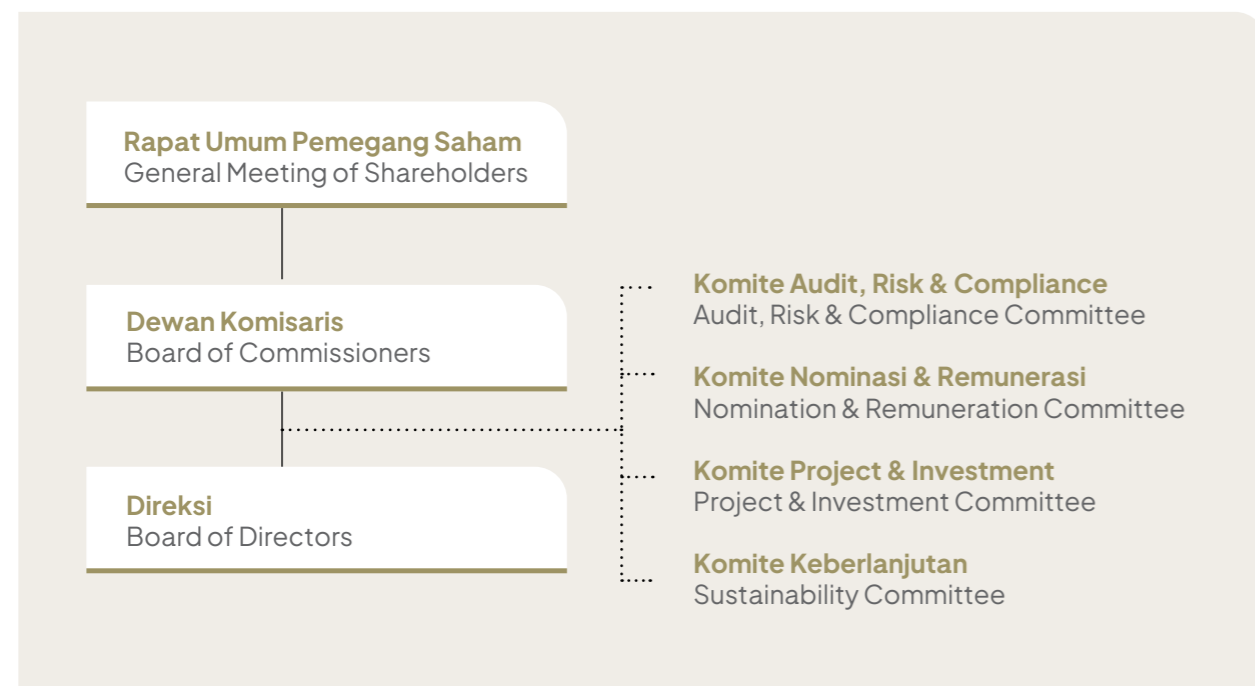 Rapat Umum Pemegang Saham
General Meeting of Shareholders
Dewan Komisaris
Board of Commissioners
Direksi
Board of Directors
Komite Audit, Risk & Compliance
Audit, Risk & Compliance Committee
Komite Nominasi & Remunerasi
Nomination & Remuneration Committee
Komite Project & Investment
Project & Investment Committee
Komite Keberlanjutan
Sustainability Committee